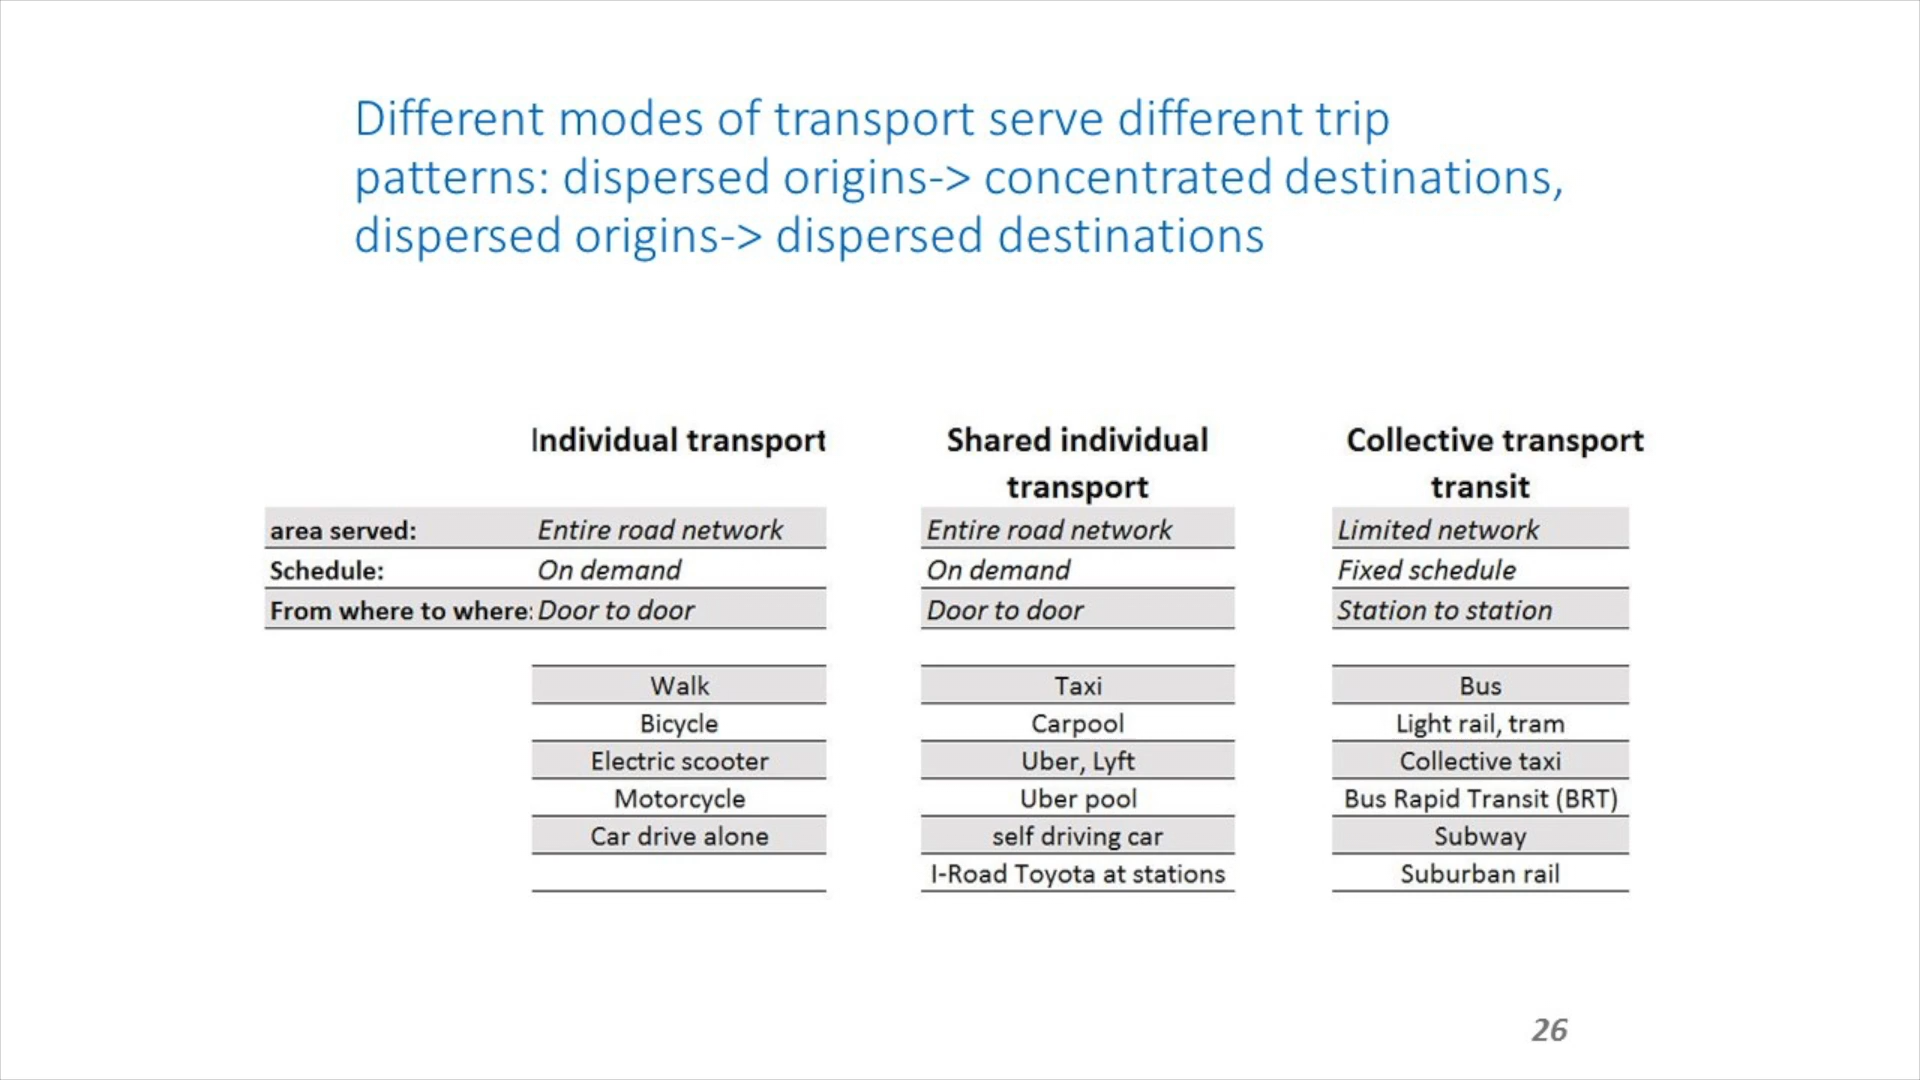 Different modes of transport serve different trip
patterns: dispersed origins-> concentrated destinations,
dispersed origins-> dispersed destinations
Individual transport Shared individual transport Collective transport transit
area served: Entire road network Entire road network Limited network
Schedule: On demand On demand Fixed schedule
From where to where: Door to door Door to door Station to station
Walk Taxi Bus
Bicycle Carpool Light rail, tram
Electric scooter Uber, Lyft Collective taxi
Motorcycle Uber pool Bus Rapid Transit (BRT)
Car drive alone self driving car Subway
I-Road Toyota at stations Suburban rail
26